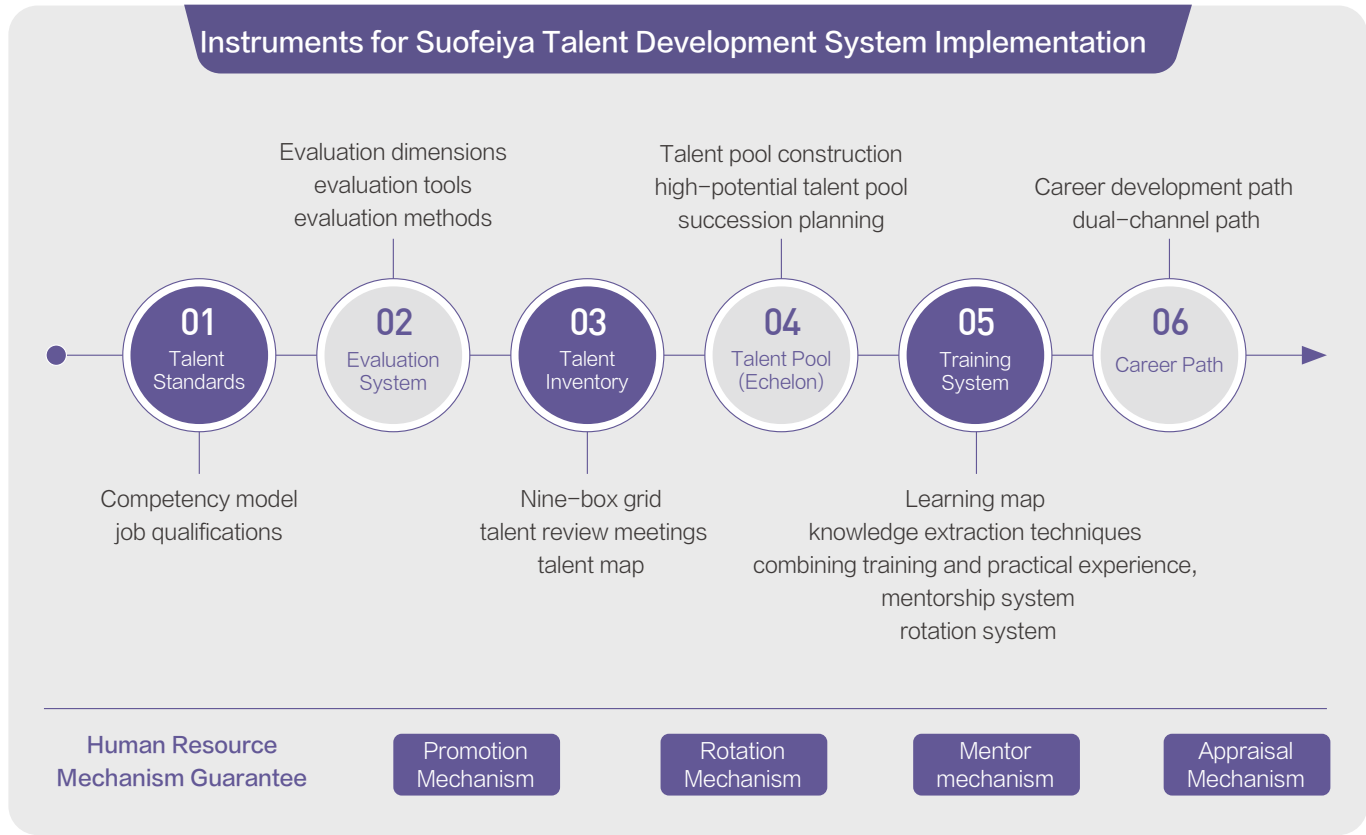 Instruments for Suofeiya Talent Development System Implementation
Evaluation dimensions
evaluation tools
evaluation methods
Talent pool construction
high-potential talent pool
succession planning
Career development path
dual-channel path
01
Talent
Standards
02
Evaluation
System
03
Talent
Inventory
04
Talent Pool
(Echelon)
05
Training
System
06
Career Path
Competency model
job qualifications
Nine-box grid
talent review meetings
talent map
Learning map
knowledge extraction techniques
combining training and practical experience,
mentorship system
rotation system
Human Resource
Mechanism Guarantee
Promotion
Mechanism
Rotation
Mechanism
Mentor
mechanism
Appraisal
Mechanism